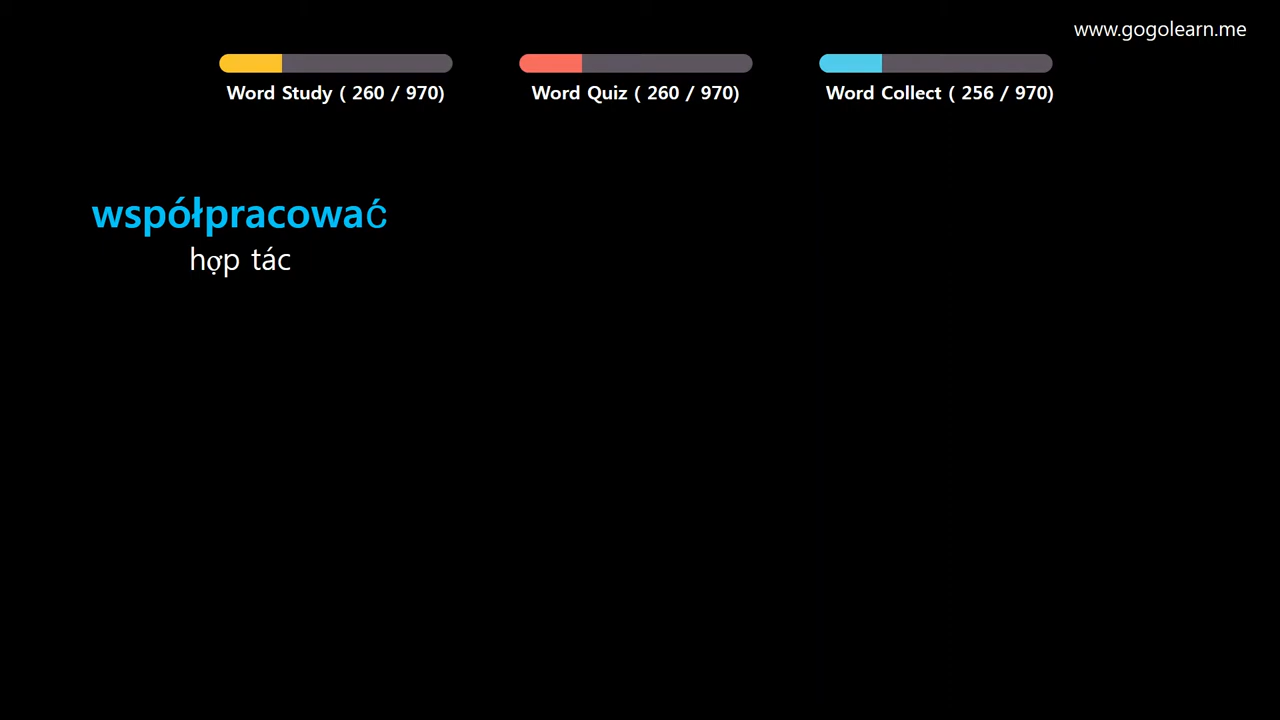 www.gogolearn.me
Word Study ( 260 / 970)
Word Quiz ( 260 / 970)
Word Collect ( 256 / 970)
współpracować
hợp tác